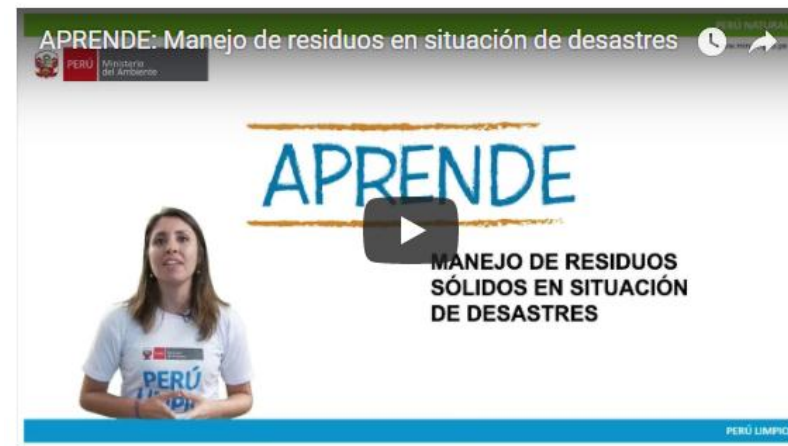 APRENDE: Manejo de residuos en situación de desastres
PERÚ NATURAL
PERÚ
Ministerio
del Ambiente
APRENDE
MANEJO DE RESIDUOS
SÓLIDOS EN SITUACIÓN
DE DESASTRES
PERÚ
LIMPIO
PERÚ LIMPIO